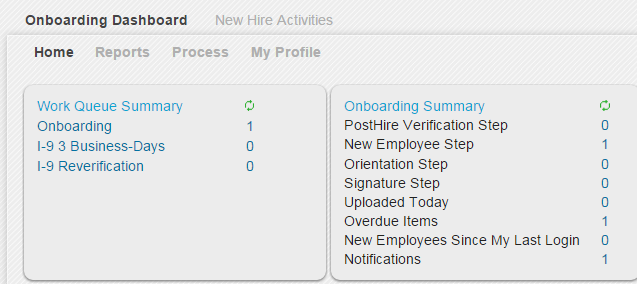 Onboarding Dashboard New Hire Activities
Home Reports Process My Profile
Work Queue Summary
Onboarding 1
I-9 3 Business-Days 0
I-9 Reverification 0
Onboarding Summary
PostHire Verification Step 0
New Employee Step 1
Orientation Step 0
Signature Step 0
Uploaded Today 0
Overdue Items 1
New Employees Since My Last Login 0
Notifications 1